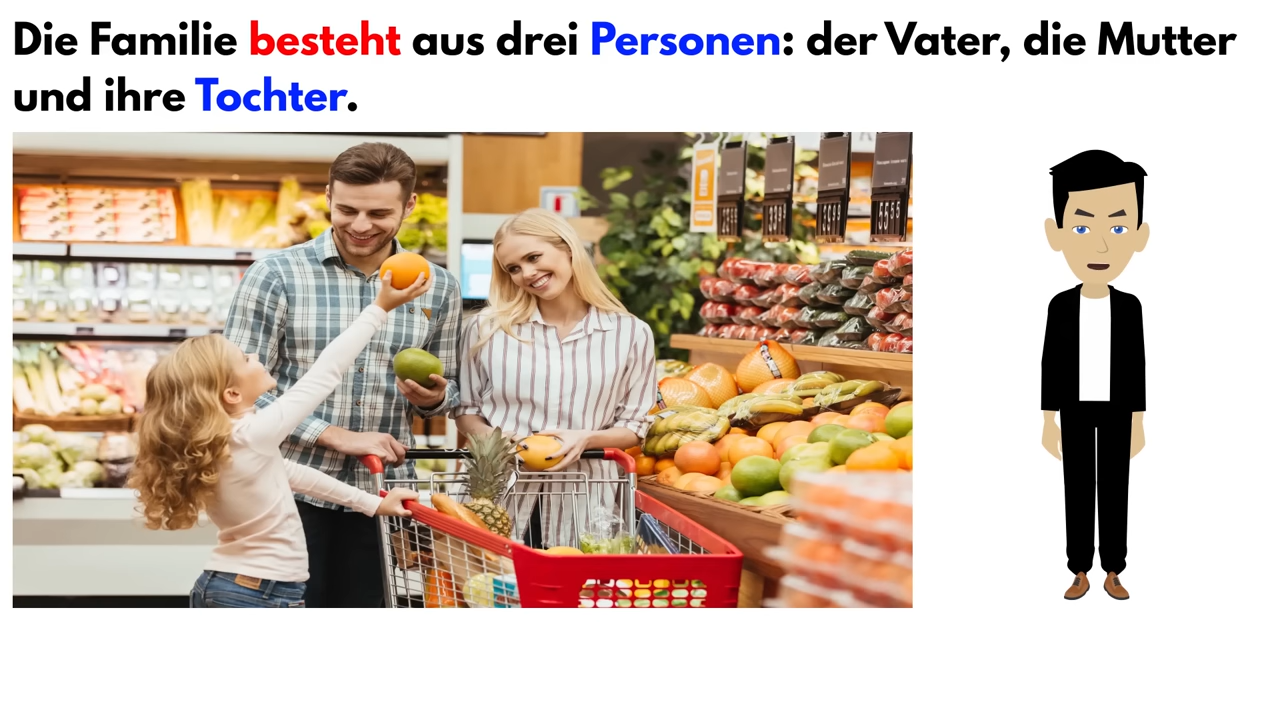 Die Familie besteht aus drei Personen: der Vater, die Mutter
und ihre Tochter.